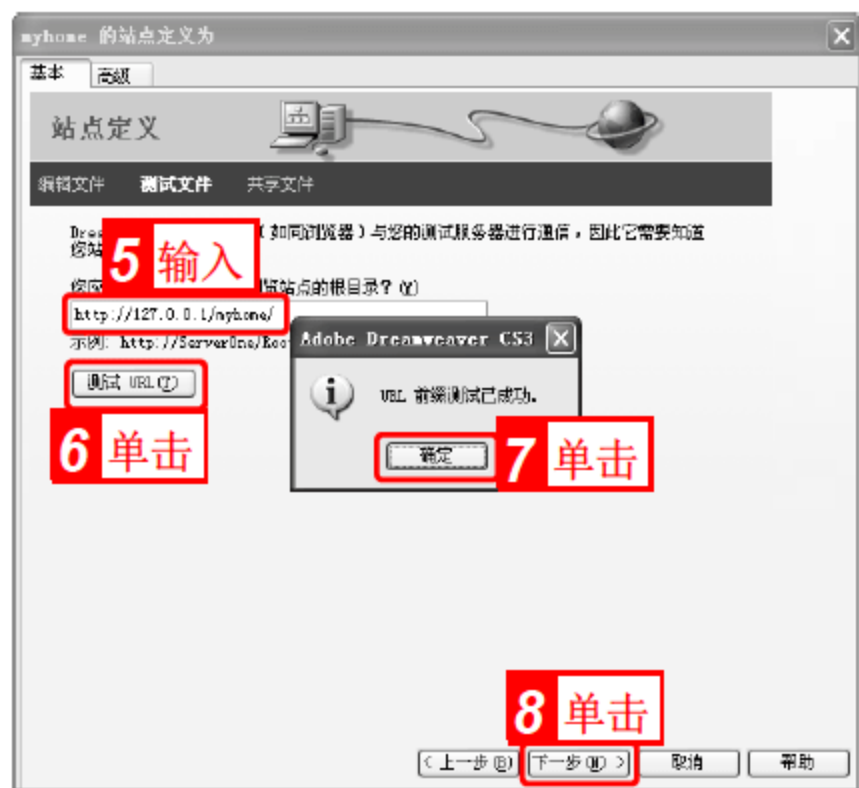 myhome 的站点定义为
基本 高级
站点定义
编辑文件 测试文件 共享文件
（如同浏览器）与您的测试服务器进行通信，因此它需要知道
您站
5 输入
览站点的根目录？(Y)
http://127.0.0.1/myhome/
示例: http://ServerOne/Roo
测试 URL(T)
6 单击
Adobe Dreamweaver CS3
URL 前缀测试已成功。
确定
7 单击
8 单击
<上一步(B) 下一步(N)> 取消 帮助